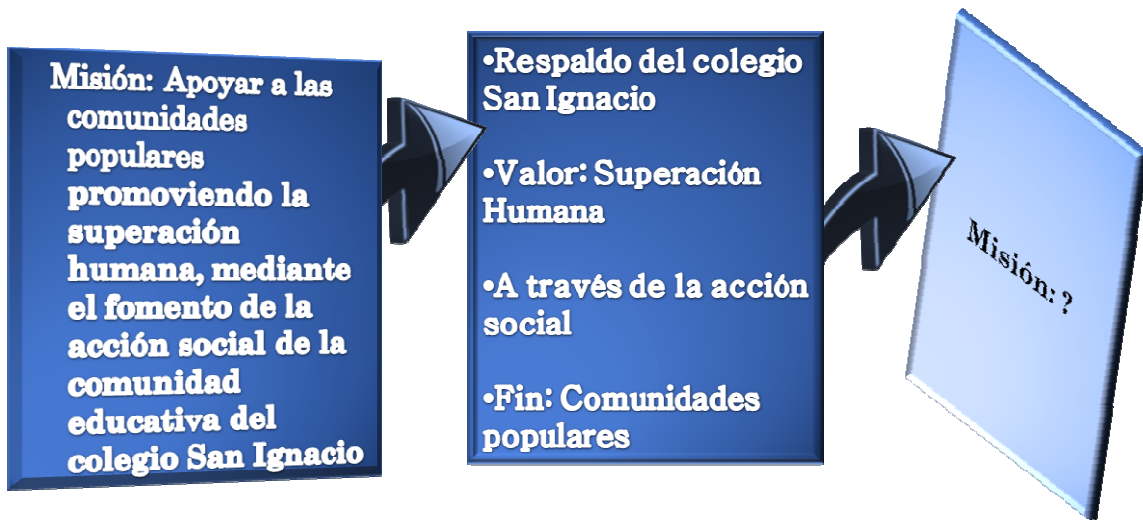 Misión: Apoyar a las
comunidades
populares
promoviendo la
superación
humana, mediante
el fomento de la
acción social de la
comunidad
educativa del
colegio San Ignacio
•Respaldo del colegio
San Ignacio
•Valor: Superación
Humana
•A través de la acción
social
•Fin: Comunidades
populares
Misión: ?